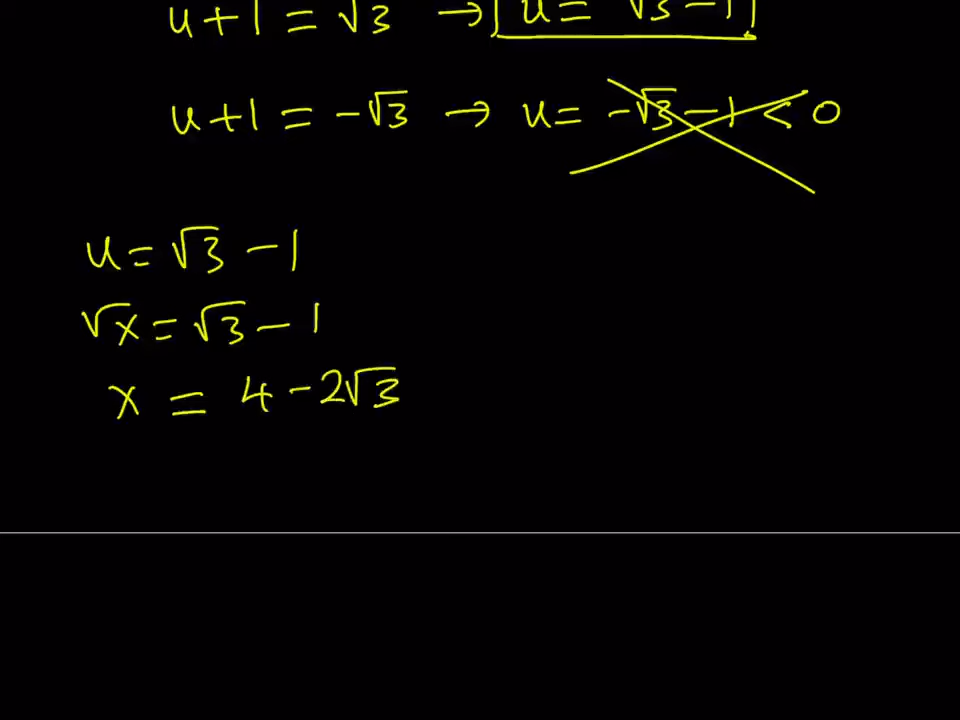 u+1 = √3 → u = √3 − 1
u+1 = −√3 → u = −√3 − 1 < 0
u = √3 − 1
√x = √3 − 1
x = 4 − 2√3